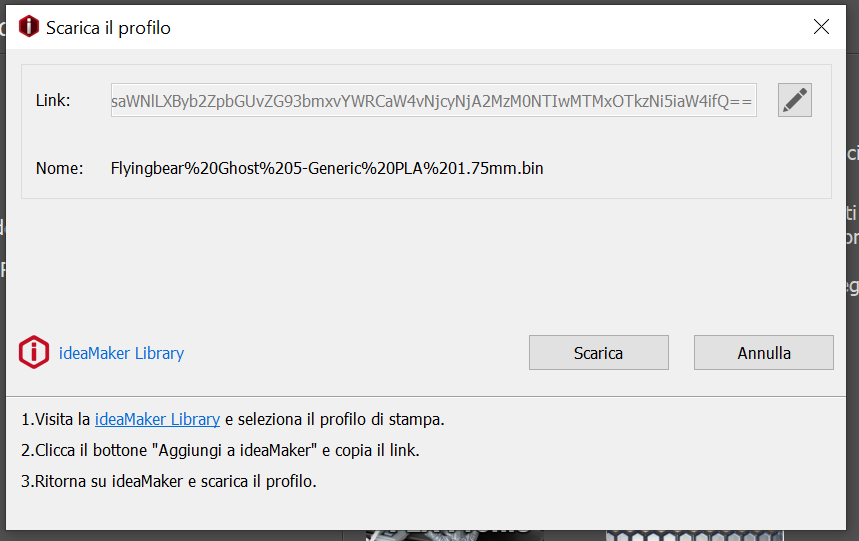 Scarica il profilo
Link: saWNlLXByb2ZpbGUvZG93bmxvYWRCaW4vNjcyNjA2MzM0NTIwMTMxOTkzNi5iaW4ifQ==
Nome: Flyingbear%20Ghost%205-Generic%20PLA%201.75mm.bin
ideaMaker Library
Scarica
Annulla
1.Visita la ideaMaker Library e seleziona il profilo di stampa.
2.Clicca il bottone "Aggiungi a ideaMaker" e copia il link.
3.Ritorna su ideaMaker e scarica il profilo.